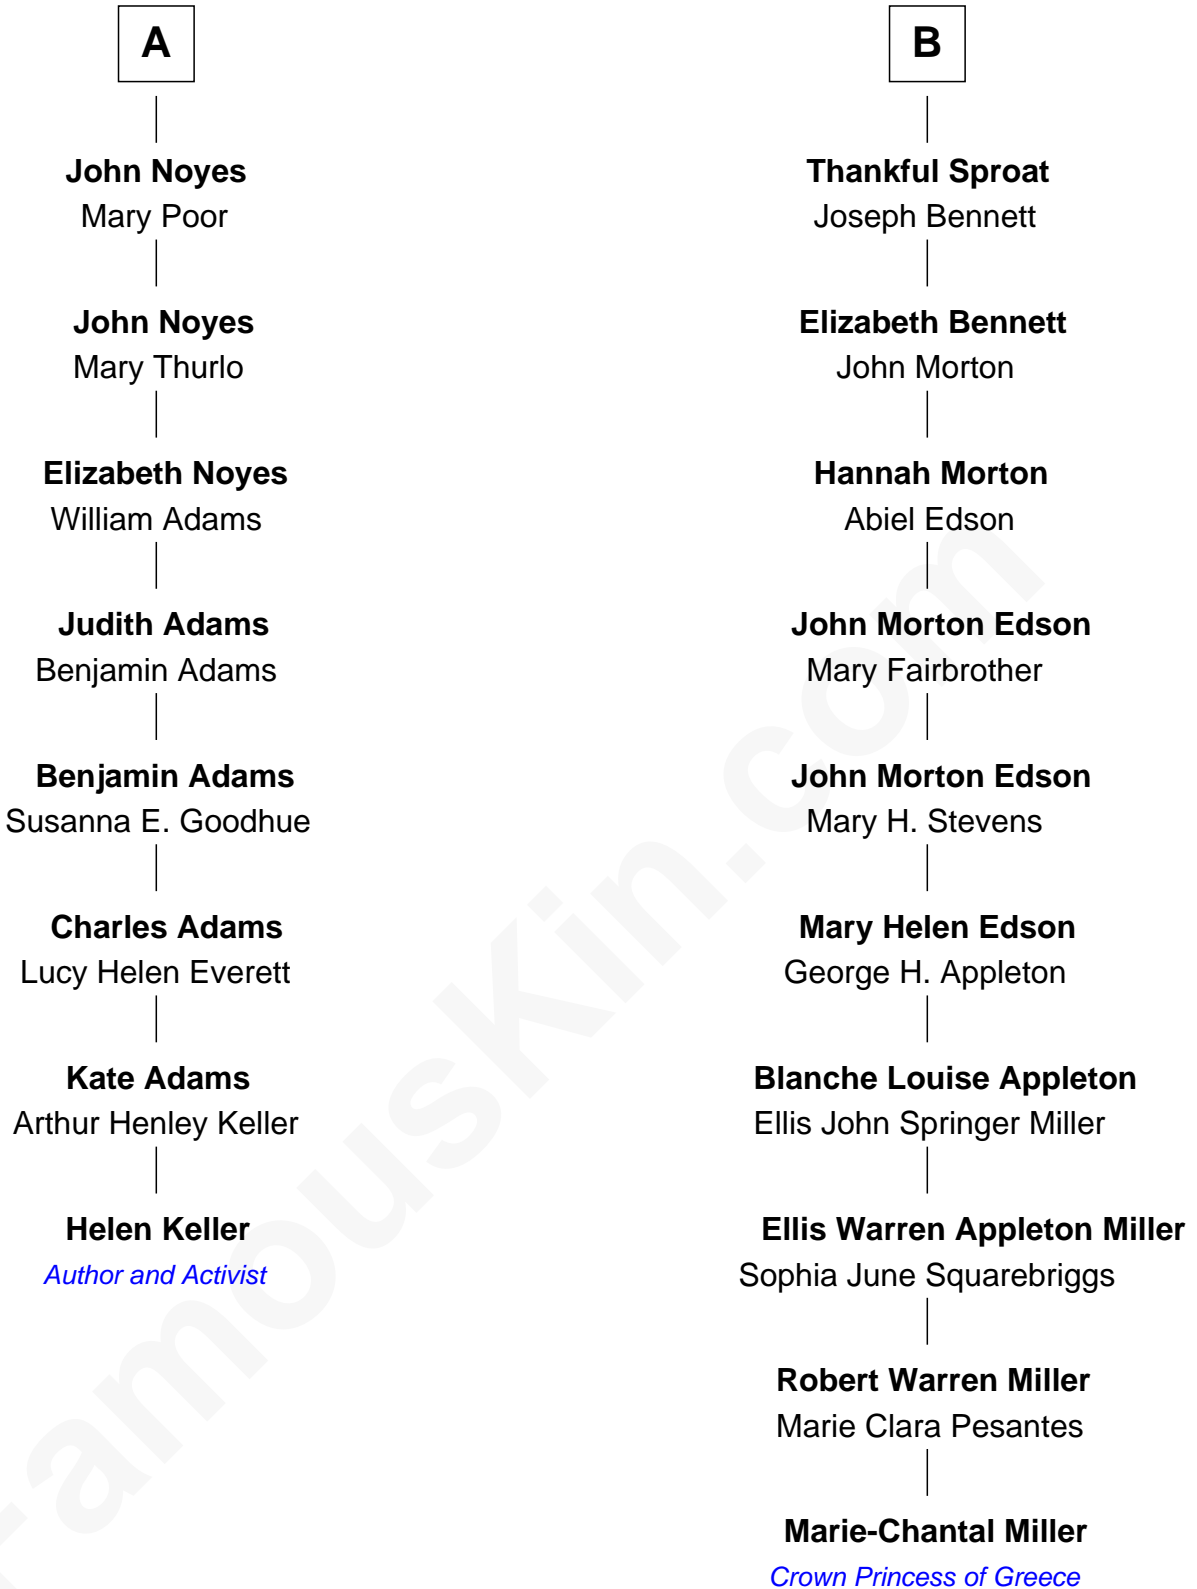 A
John Noyes
Mary Poor
John Noyes
Mary Thurlo
Elizabeth Noyes
William Adams
Judith Adams
Benjamin Adams
Benjamin Adams
Susanna E. Goodhue
Charles Adams
Lucy Helen Everett
Kate Adams
Arthur Henley Keller
Helen Keller
Author and Activist
B
Thankful Sproat
Joseph Bennett
Elizabeth Bennett
John Morton
Hannah Morton
Abiel Edson
John Morton Edson
Mary Fairbrother
John Morton Edson
Mary H. Stevens
Mary Helen Edson
George H. Appleton
Blanche Louise Appleton
Ellis John Springer Miller
Ellis Warren Appleton Miller
Sophia June Squarebriggs
Robert Warren Miller
Marie Clara Pesantes
Marie-Chantal Miller
Crown Princess of Greece
FamousKin.com